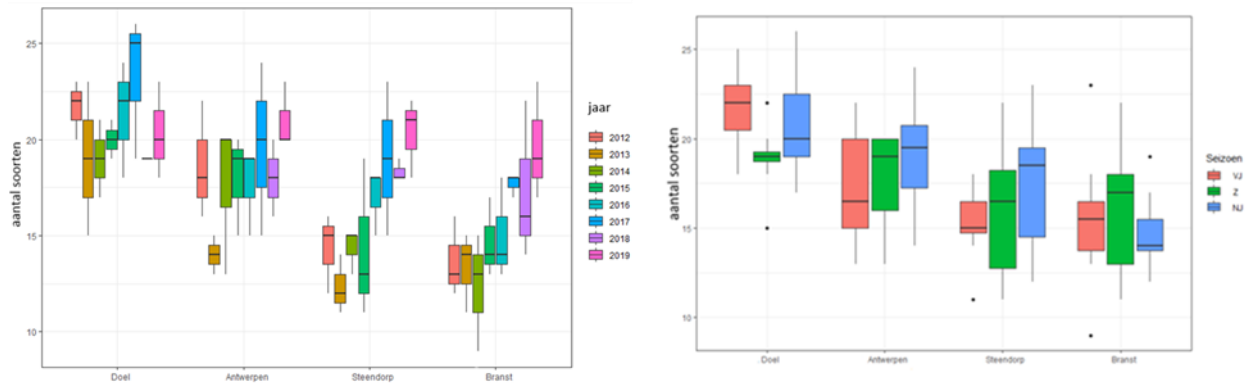 25
20
15
10
aantal soorten
Doel Antwerpen Steendorp Branst
jaar
2012
2013
2014
2015
2016
2017
2018
2019
25
20
15
10
aantal soorten
Doel Antwerpen Steendorp Branst
Seizoen
VJ
Z
NJ